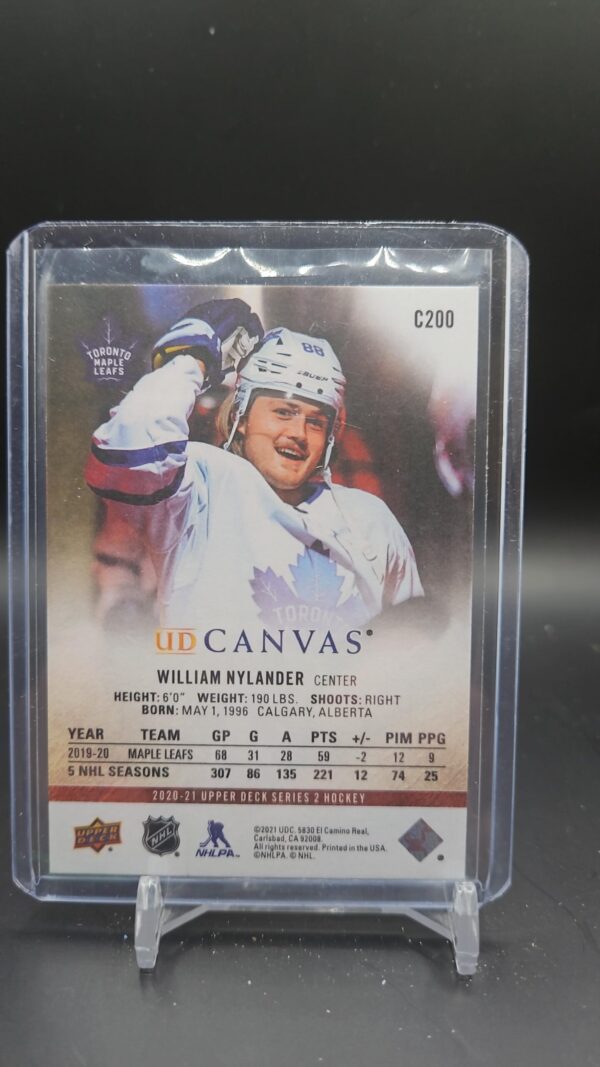 C200
TORONTO
MAPLE
LEAFS
88
BAUER
TORON
UD CANVAS®
WILLIAM NYLANDER CENTER
HEIGHT: 6'0" WEIGHT: 190 LBS. SHOOTS: RIGHT
BORN: MAY 1, 1996 CALGARY, ALBERTA
YEAR TEAM GP G A PTS +/- PIM PPG
2019-20 MAPLE LEAFS 68 31 28 59 -2 12 9
5 NHL SEASONS 307 86 135 221 12 74 25
2020-21 UPPER DECK SERIES 2 HOCKEY
UPPER
DECK
NHL
NHLPA
©2021 UDC. 5830 El Camino Real,
Carlsbad, CA 92008.
All rights reserved. Printed in the USA.
©NHLPA. © NHL.